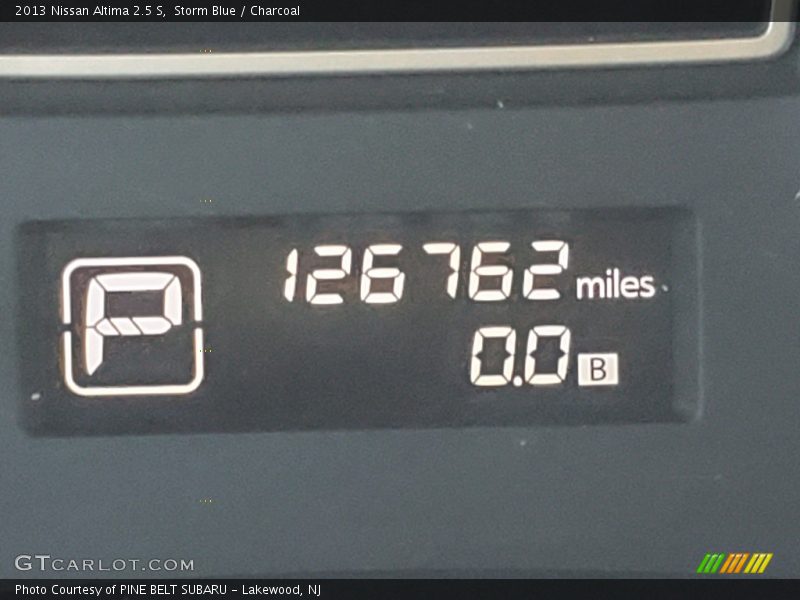 2013 Nissan Altima 2.5 S, Storm Blue / Charcoal
P 126762 miles
0.0 B
GTCARLOT.COM
Photo Courtesy of PINE BELT SUBARU - Lakewood, NJ